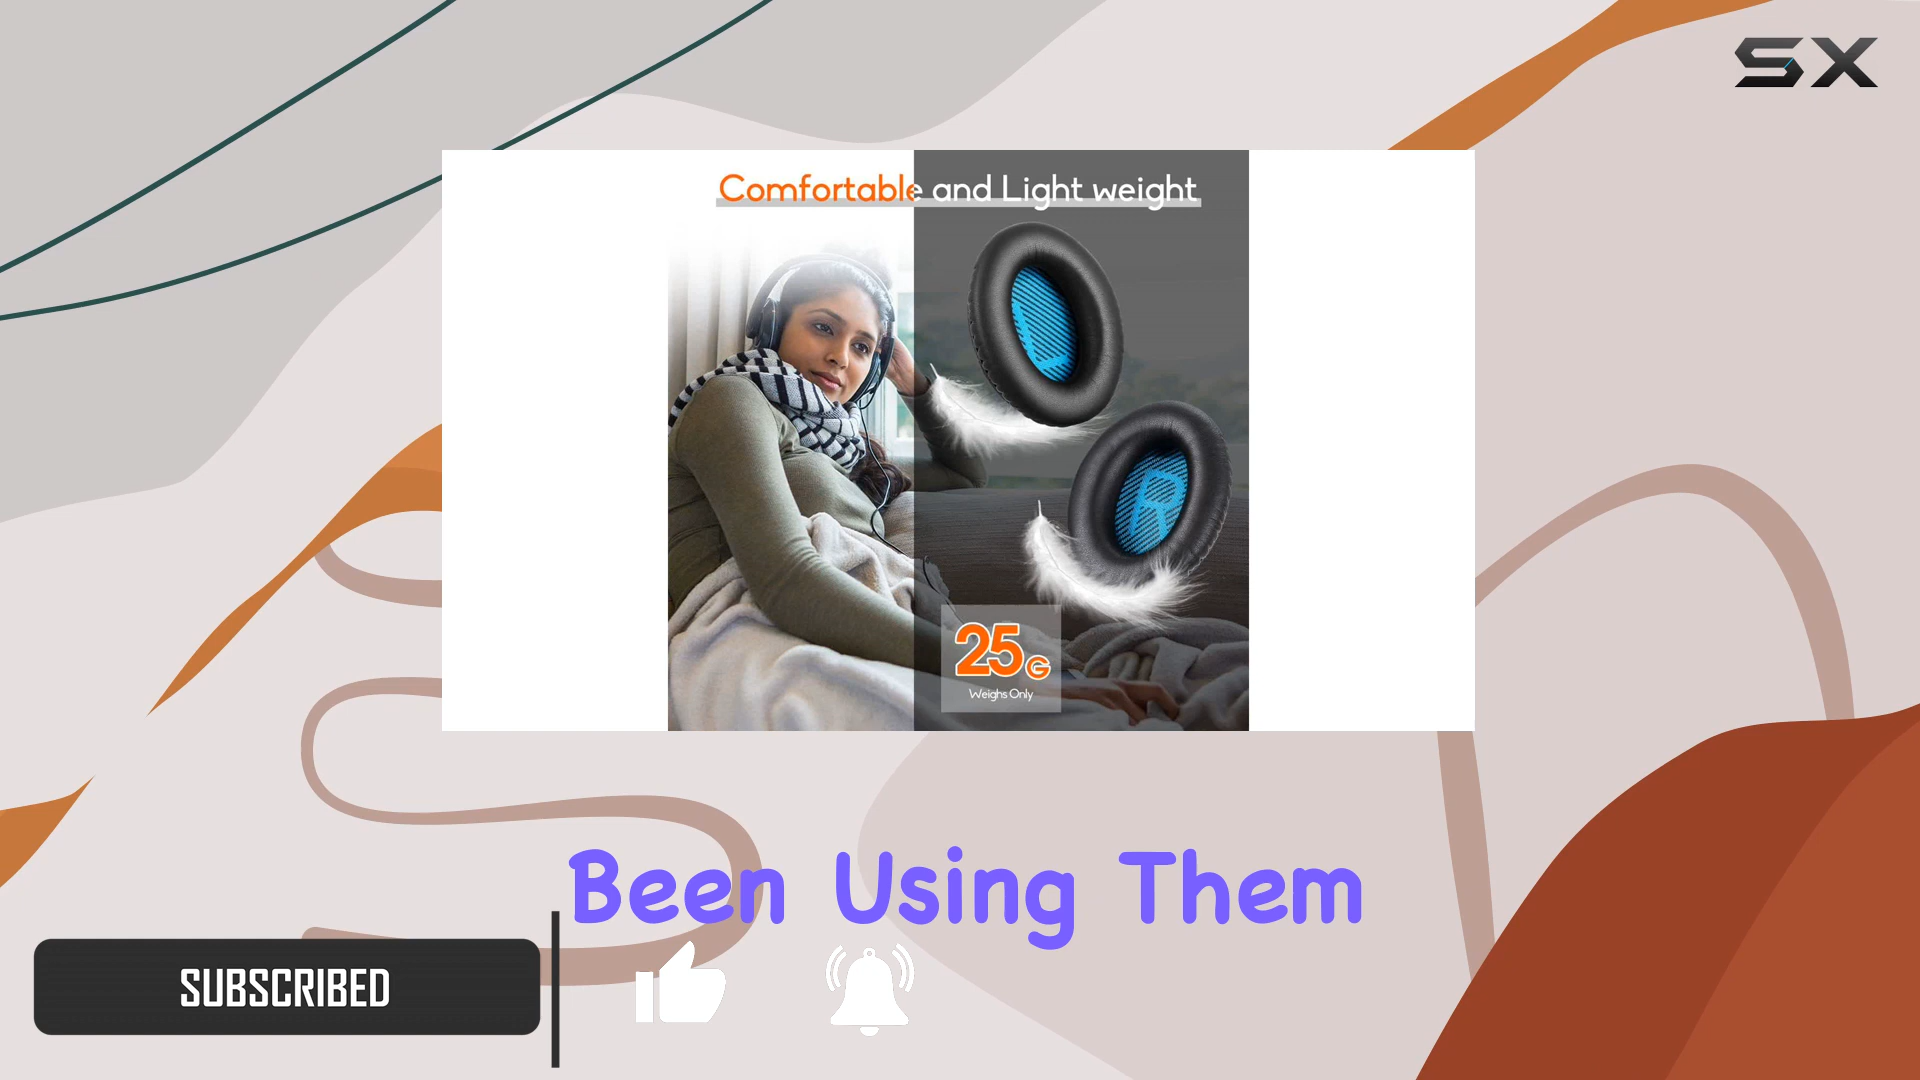 SX
Comfortable and Light weight
L
R
25G
Weighs Only
Been Using Them
SUBSCRIBED